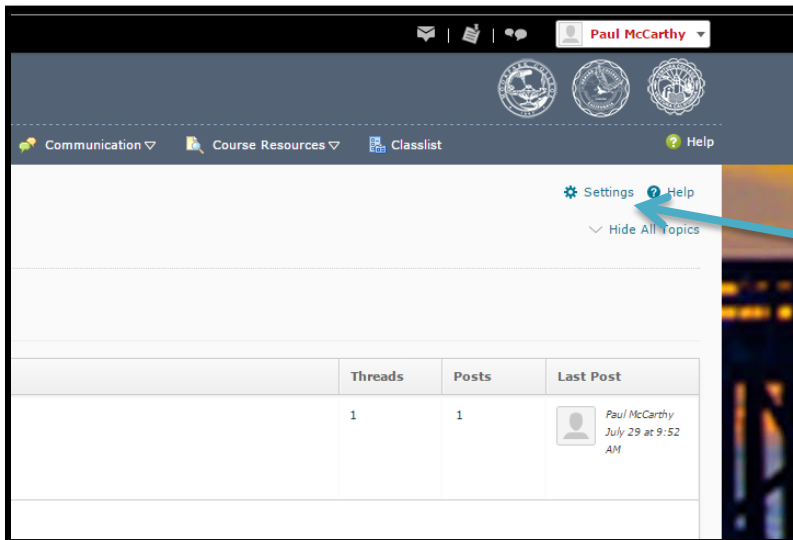 Paul McCarthy
Communication Course Resources Classlist Help
Settings Help
Hide All Topics
Threads Posts Last Post
1 1 Paul McCarthy
July 29 at 9:52
AM